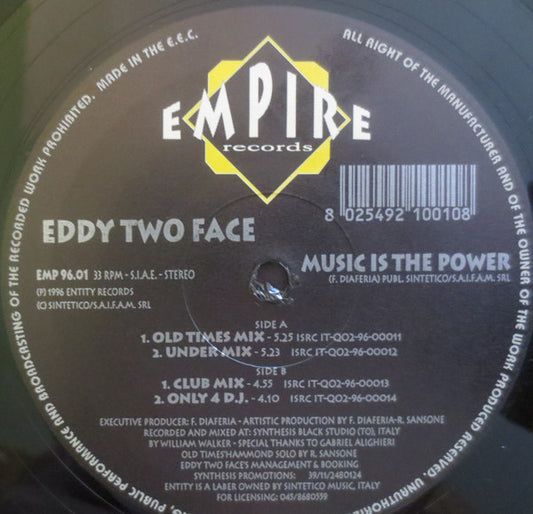 ALL RIGHT OF THE MANUFACTURER AND OF THE OWNER OF THE WORK PRODUCED RESERVED. UNAUTHORI
G, PUBLIC PERFORMANCE AND BROADCASTING OF THE RECORDED WORK PROHIBITED. MADE IN THE E.E.C.
EMPIRE
records
8 025492 100108
EDDY TWO FACE
MUSIC IS THE POWER
(F. DIAFERIA) PUBL. SINTETICO/S.A.I.F.A.M. SRL
EMP 96.01 33 RPM - S.I.A.E. - STEREO
(P) 1996 ENTITY RECORDS
(C) SINTETICO/S.A.I.F.A.M. SRL
SIDE A
1. OLD TIMES MIX - 5.25 ISRC IT-QO2-96-00011
2. UNDER MIX - 5.23 ISRC IT-QO2-96-00012
SIDE B
1. CLUB MIX - 4.55 ISRC IT-QO2-96-00013
2. ONLY 4 D.J. - 4.10 ISRC IT-QO2-96-00014
EXECUTIVE PRODUCER: F. DIAFERIA - ARTISTIC PRODUCTION BY F. DIAFERIA-R. SANSONE
RECORDED AND MIXED AT: SYNTHESIS BLACK STUDIO (TO), ITALY
BY WILLIAM WALKER - SPECIAL THANKS TO GABRIEL ALIGHIERI
OLD TIMES'HAMMOND SOLO BY R. SANSONE
EDDY TWO FACE'S MANAGEMENT & BOOKING
SYNTHESIS PROMOTIONS: 39/11/2480124
ENTITY IS A LABER OWNED BY SINTETICO MUSIC, ITALY
FOR LICENSING: 045/8680559